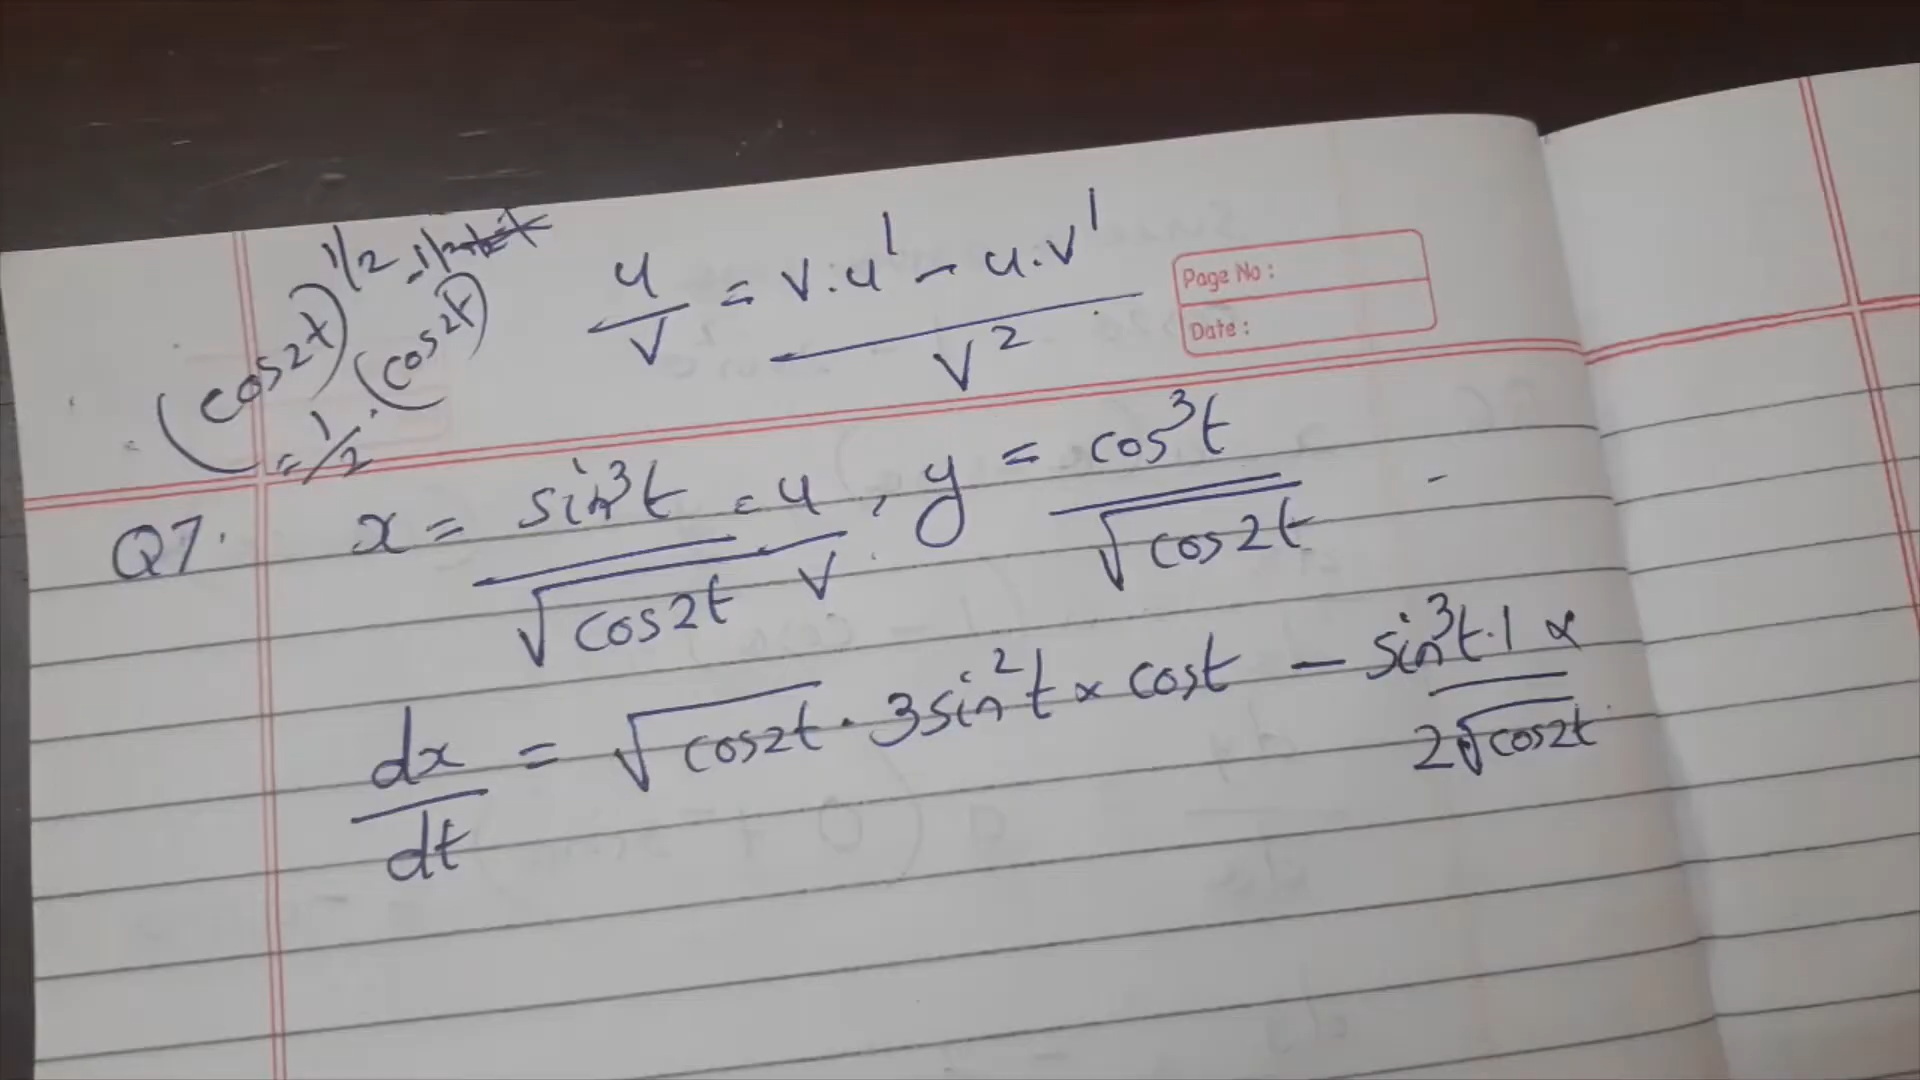 (cos2t)^1/2
= 1/2 . (cos2t)^-1/2
u/v = v.u' - u.v' / v^2
Page No :
Date :
Q7. x = sin^3t / √cos2t = u/v , y = cos^3t / √cos2t -
dx/dt = √cos2t . 3sin^2t × cost - sin^3t.1 × / 2√cos2t